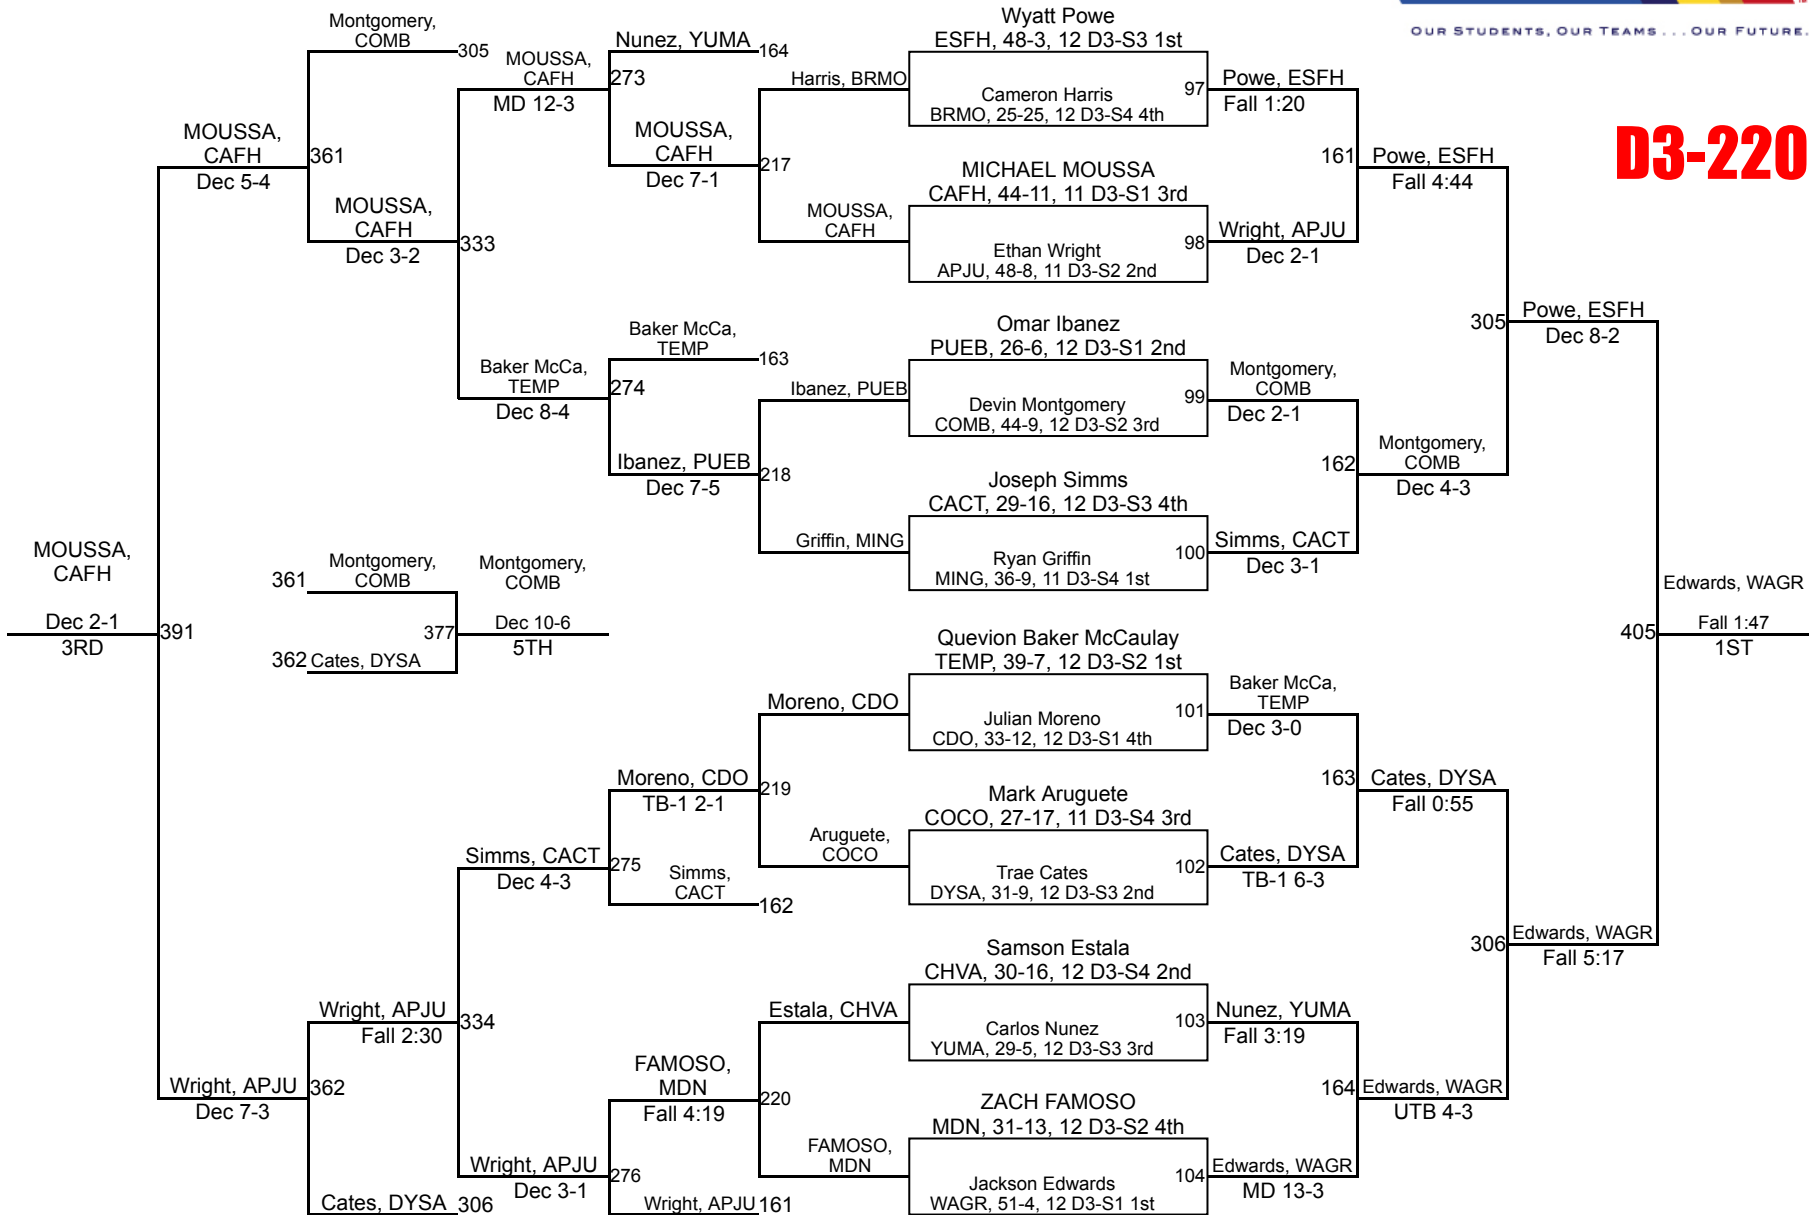 OUR STUDENTS, OUR TEAMS . . . OUR FUTURE.
D3-220
Montgomery,
COMB
305
MOUSSA,
CAFH
MD 12-3
273
Nunez, YUMA
164
MOUSSA,
CAFH
Dec 5-4
361
MOUSSA,
CAFH
Dec 3-2
333
MOUSSA,
CAFH
Dec 7-1
217
Harris, BRMO
MOUSSA,
CAFH
Baker McCa,
TEMP
Dec 8-4
274
Baker McCa,
TEMP
163
Ibanez, PUEB
Dec 7-5
218
Ibanez, PUEB
Griffin, MING
MOUSSA,
CAFH
Dec 2-1
3RD
391
361
Montgomery,
COMB
362
Cates, DYSA
377
Montgomery,
COMB
Dec 10-6
5TH
Moreno, CDO
Moreno, CDO
TB-1 2-1
219
Aruguete,
COCO
Simms, CACT
Dec 4-3
275
Simms,
CACT
162
Wright, APJU
Fall 2:30
334
Estala, CHVA
FAMOSO,
MDN
Fall 4:19
220
FAMOSO,
MDN
Wright, APJU
Dec 7-3
362
Wright, APJU
Dec 3-1
276
Wright, APJU
161
Cates, DYSA
306
Wyatt Powe
ESFH, 48-3, 12 D3-S3 1st
Cameron Harris
BRMO, 25-25, 12 D3-S4 4th
97
MICHAEL MOUSSA
CAFH, 44-11, 11 D3-S1 3rd
Ethan Wright
APJU, 48-8, 11 D3-S2 2nd
98
Omar Ibanez
PUEB, 26-6, 12 D3-S1 2nd
Devin Montgomery
COMB, 44-9, 12 D3-S2 3rd
99
Joseph Simms
CACT, 29-16, 12 D3-S3 4th
Ryan Griffin
MING, 36-9, 11 D3-S4 1st
100
Quevion Baker McCaulay
TEMP, 39-7, 12 D3-S2 1st
Julian Moreno
CDO, 33-12, 12 D3-S1 4th
101
Mark Aruguete
COCO, 27-17, 11 D3-S4 3rd
Trae Cates
DYSA, 31-9, 12 D3-S3 2nd
102
Samson Estala
CHVA, 30-16, 12 D3-S4 2nd
Carlos Nunez
YUMA, 29-5, 12 D3-S3 3rd
103
ZACH FAMOSO
MDN, 31-13, 12 D3-S2 4th
Jackson Edwards
WAGR, 51-4, 12 D3-S1 1st
104
Powe, ESFH
Fall 1:20
161
Wright, APJU
Dec 2-1
Powe, ESFH
Fall 4:44
Montgomery,
COMB
Dec 2-1
162
Simms, CACT
Dec 3-1
Montgomery,
COMB
Dec 4-3
305
Powe, ESFH
Dec 8-2
Baker McCa,
TEMP
Dec 3-0
163
Cates, DYSA
TB-1 6-3
Cates, DYSA
Fall 0:55
Nunez, YUMA
Fall 3:19
164
Edwards, WAGR
MD 13-3
Edwards, WAGR
UTB 4-3
306
Edwards, WAGR
Fall 5:17
405
Edwards, WAGR
Fall 1:47
1ST